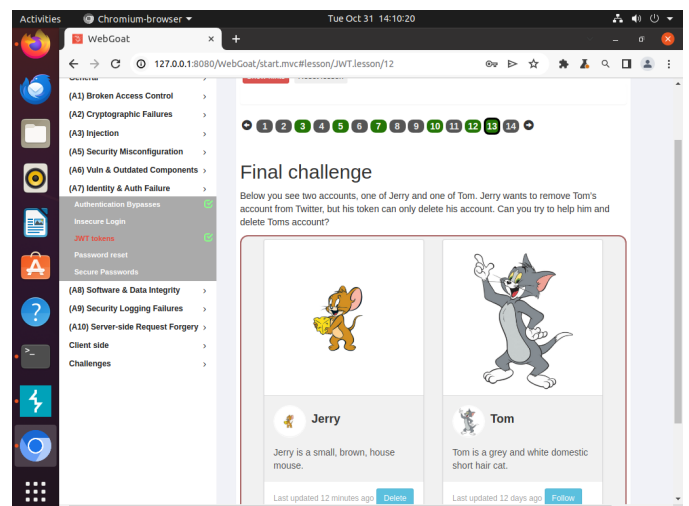 Activities
Chromium-browser
Tue Oct 31 14:10:20
WebGoat
127.0.0.1:8080/WebGoat/start.mvc#lesson/JWT.lesson/12
General
(A1) Broken Access Control
(A2) Cryptographic Failures
(A3) Injection
(A5) Security Misconfiguration
(A6) Vuln & Outdated Components
(A7) Identity & Auth Failure
Authentication Bypasses
Insecure Login
JWT tokens
Password reset
Secure Passwords
(A8) Software & Data Integrity
(A9) Security Logging Failures
(A10) Server-side Request Forgery
Client side
Challenges
1 2 3 4 5 6 7 8 9 10 11 12 13 14
Final challenge
Below you see two accounts, one of Jerry and one of Tom. Jerry wants to remove Tom's
account from Twitter, but his token can only delete his account. Can you try to help him and
delete Toms account?
Jerry
Jerry is a small, brown, house
mouse.
Last updated 12 minutes ago Delete
Tom
Tom is a grey and white domestic
short hair cat.
Last updated 12 days ago Follow